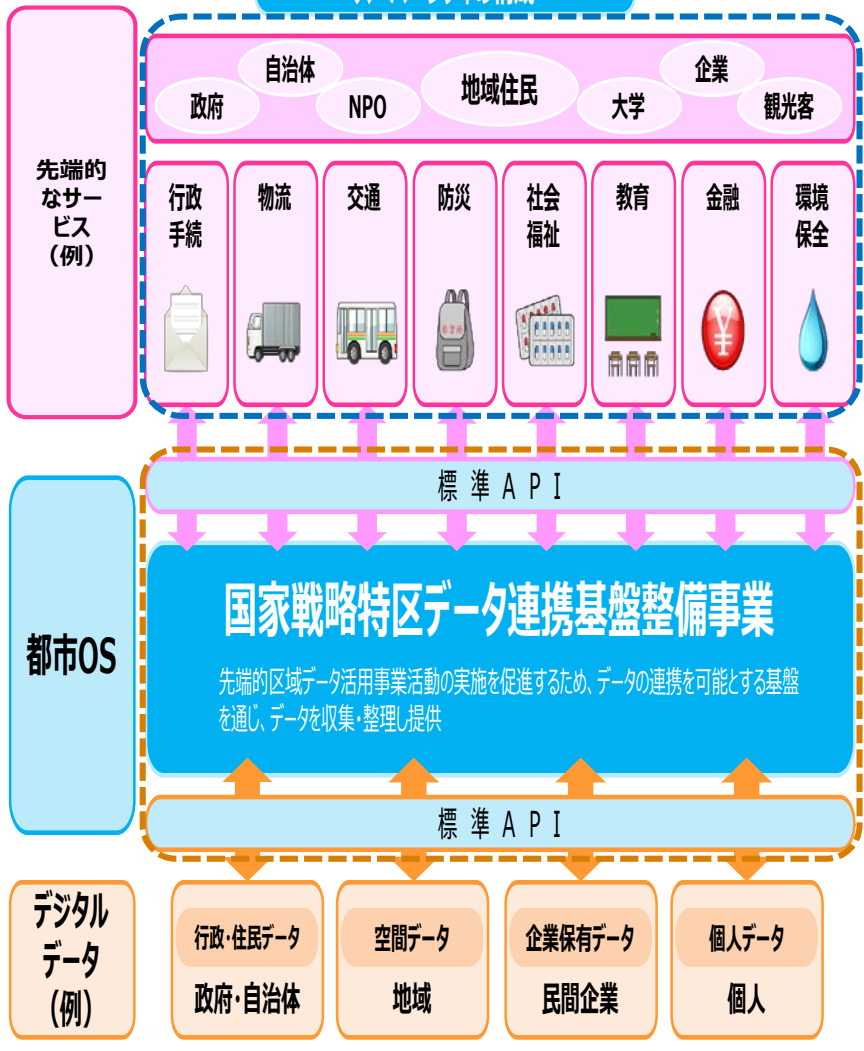 自治体
企業
政府
NPO
地域住民
大学
観光客
先端的
なサー
ビス
（例）
行政
手続
物流
交通
防災
社会
福祉
教育
金融
環境
保全
標準ＡＰＩ
都市OS
国家戦略特区データ連携基盤整備事業
先端的区域データ活用事業活動の実施を促進するため、データの連携を可能とする基盤
を通じ、データを収集・整理し提供
標準ＡＰＩ
デジタル
データ
（例）
行政・住民データ
政府・自治体
空間データ
地域
企業保有データ
民間企業
個人データ
個人